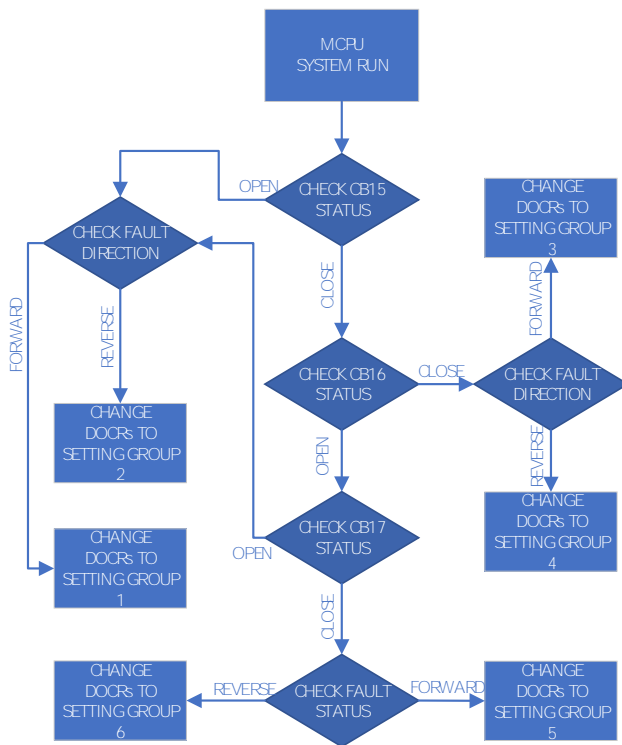 MCPU
SYSTEM RUN
OPEN
CHECK CB15
STATUS
CHANGE
DOCRs TO
SETTING GROUP
3
CHECK FAULT
DIRECTION
CLOSE
FORWARD
FORWARD
REVERSE
CHECK CB16
STATUS
CLOSE
CHECK FAULT
DIRECTION
CHANGE
DOCRs TO
SETTING GROUP
2
OPEN
REVERSE
CHECK CB17
STATUS
CHANGE
DOCRs TO
SETTING GROUP
4
OPEN
CHANGE
DOCRs TO
SETTING GROUP
1
CLOSE
CHANGE
DOCRs TO
SETTING GROUP
6
REVERSE
CHECK FAULT
STATUS
FORWARD
CHANGE
DOCRs TO
SETTING GROUP
5